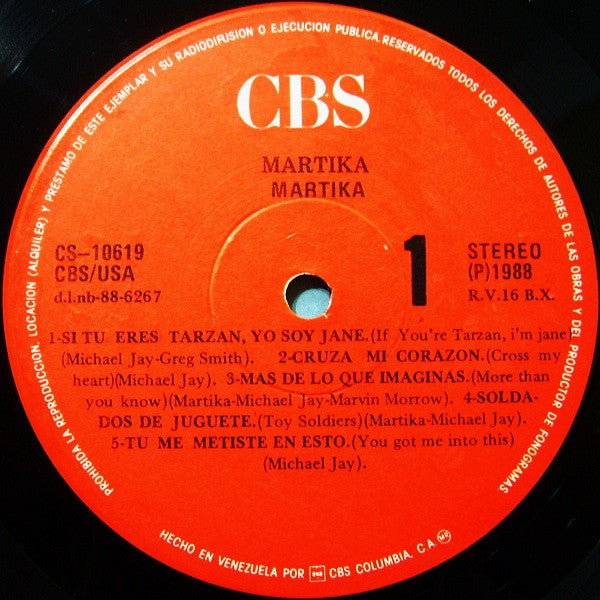 PROHIBIDA LA REPRODUCCION, LOCACION (ALQUILER) Y PRESTAMO DE ESTE EJEMPLAR Y SU RADIODIFUSION O EJECUCION PUBLICA. RESERVADOS TODOS LOS DERECHOS DE AUTORES DE LAS OBRAS Y DEL PRODUCTOR DE FONOGRAMAS.
CBS
MARTIKA
MARTIKA
CS-10619
CBS/USA
d.l.nb-88-6267
1
STEREO
(P)1988
R.V.16 B.X.
1-SI TU ERES TARZAN, YO SOY JANE.(If You're Tarzan, i'm jane)
(Michael Jay-Greg Smith). 2-CRUZA MI CORAZON.(Cross my
heart)(Michael Jay). 3-MAS DE LO QUE IMAGINAS.(More than
you know)(Martika-Michael Jay-Marvin Morrow). 4-SOLDA-
DOS DE JUGUETE.(Toy Soldiers)(Martika-Michael Jay).
5-TU ME METISTE EN ESTO.(You got me into this)
(Michael Jay).
HECHO EN VENEZUELA POR CBS COLUMBIA, C.A.